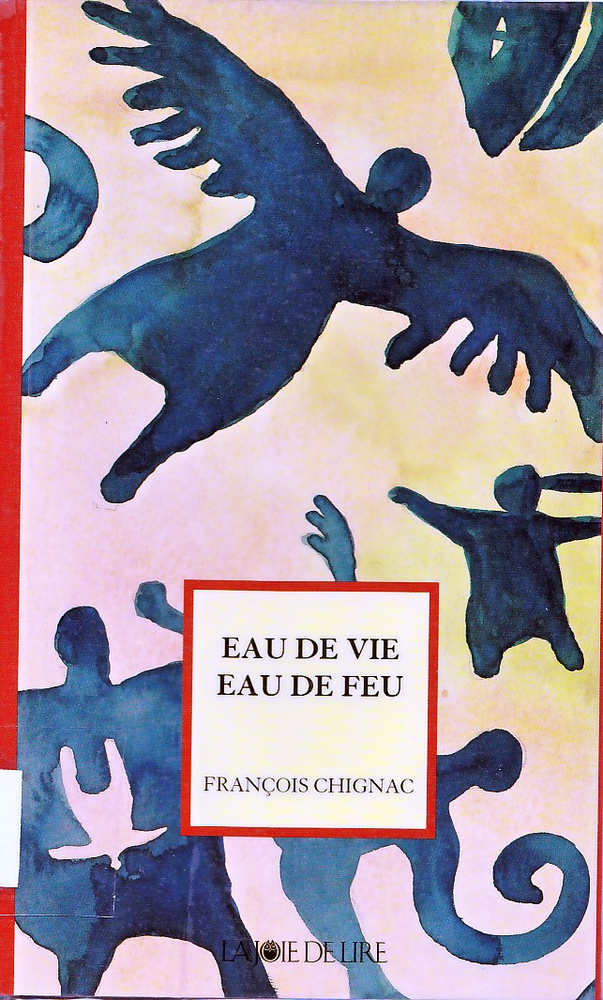 EAU DE VIE
EAU DE FEU
FRANÇOIS CHIGNAC
LA JOIE DE LIRE